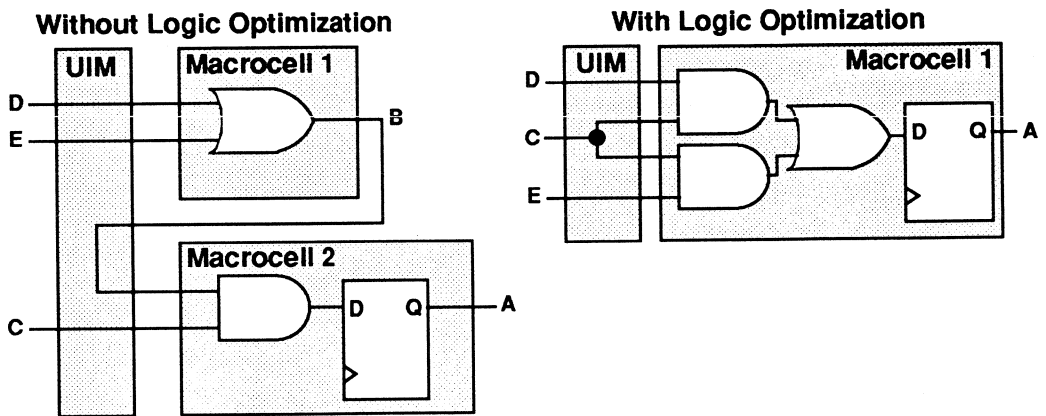 Without Logic Optimization
UIM
Macrocell 1
D
E
B
Macrocell 2
C
D
Q
A
With Logic Optimization
UIM
Macrocell 1
D
C
E
D
Q
A